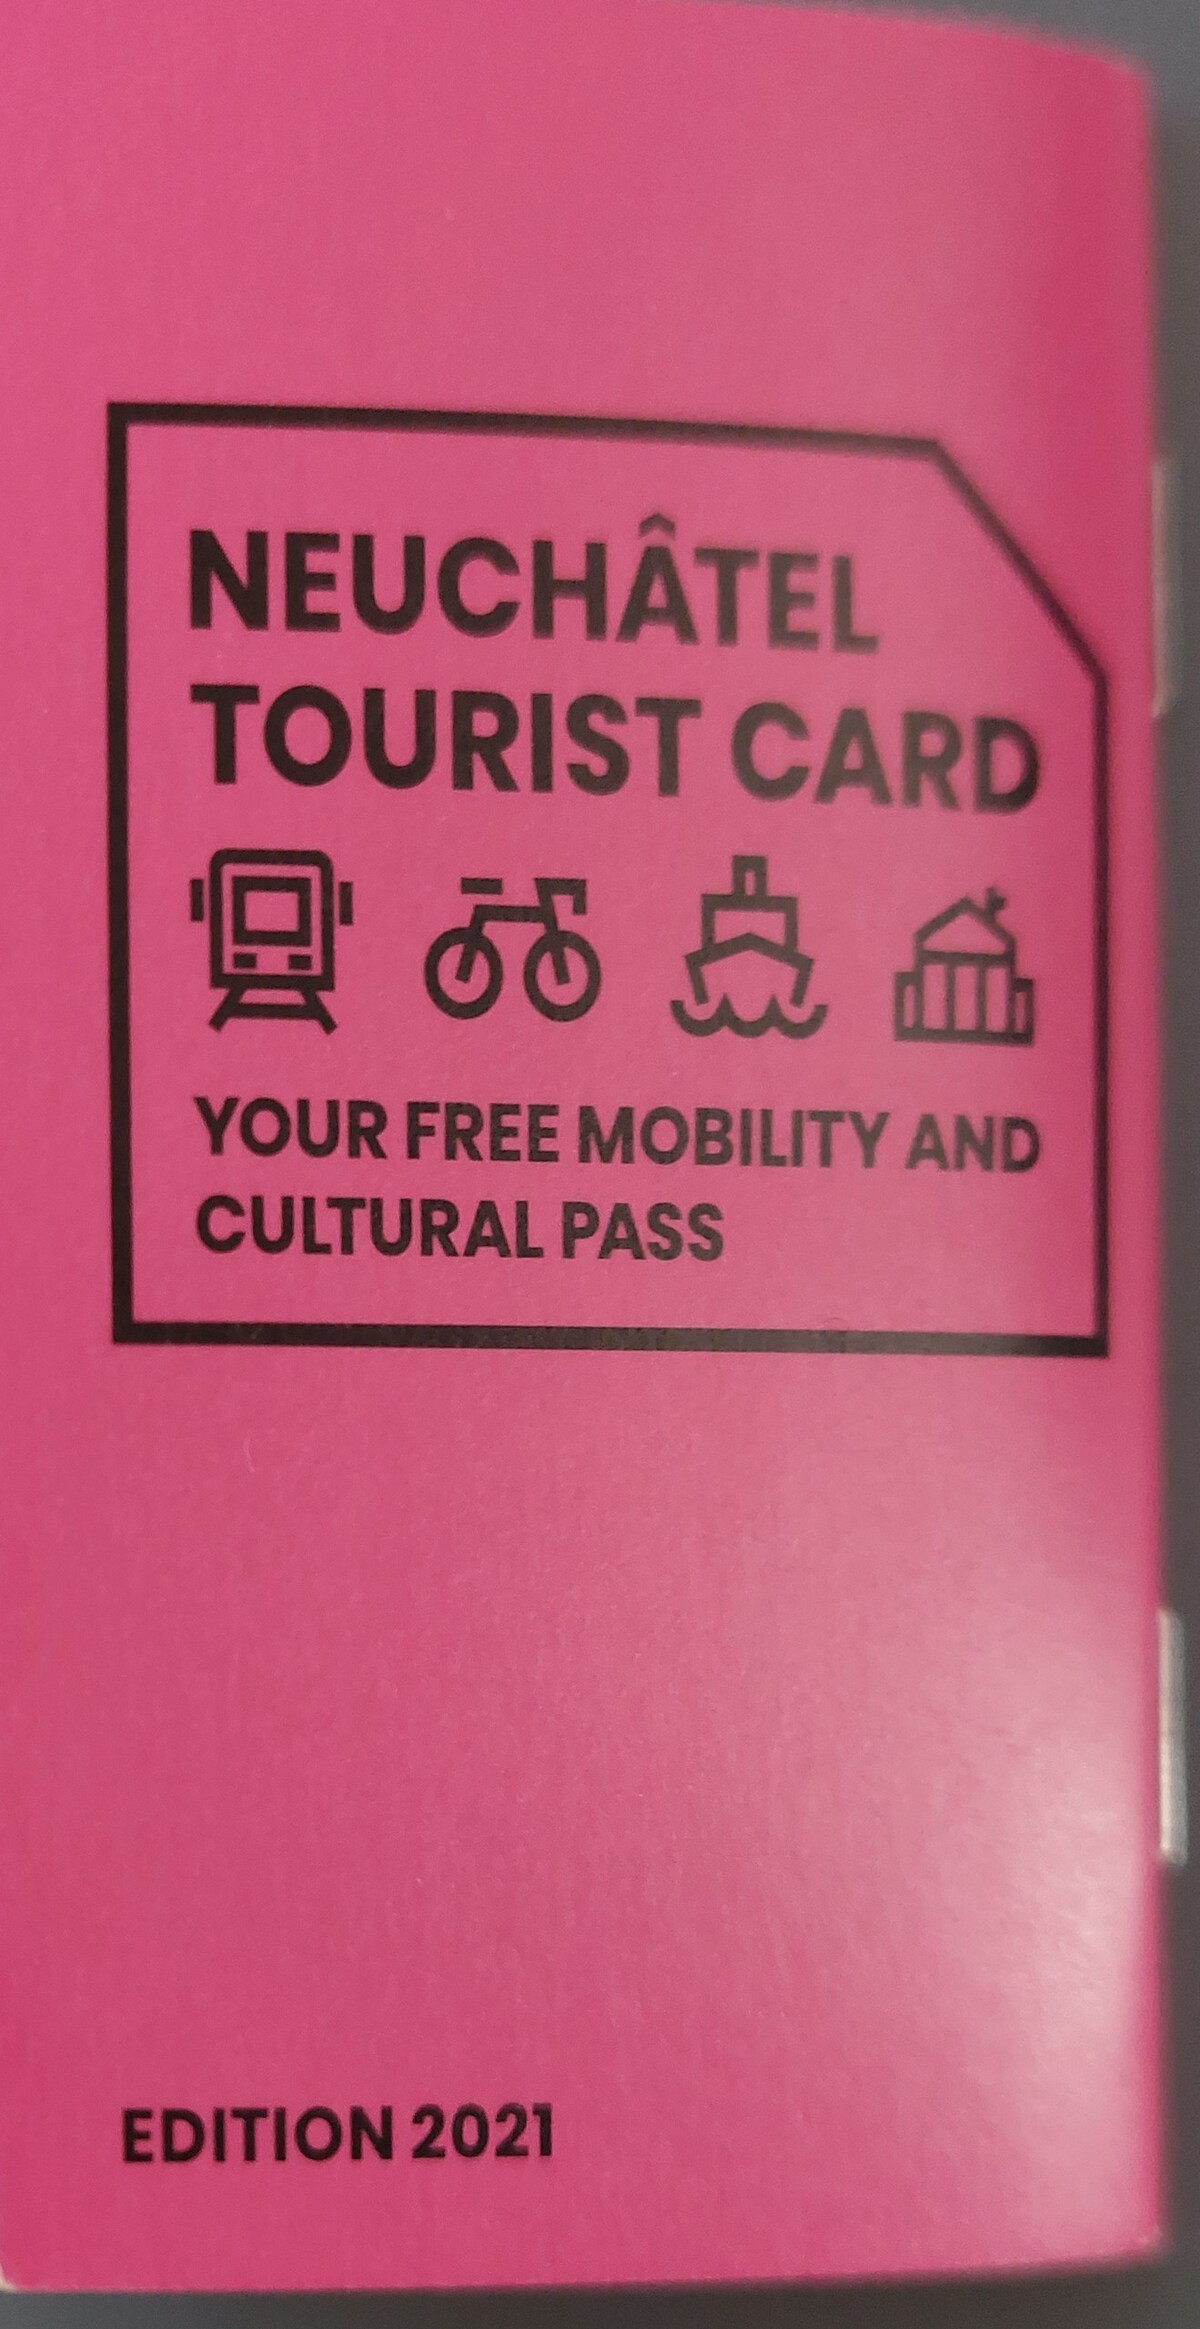 NEUCHÂTEL
TOURIST CARD
YOUR FREE MOBILITY AND
CULTURAL PASS
EDITION 2021